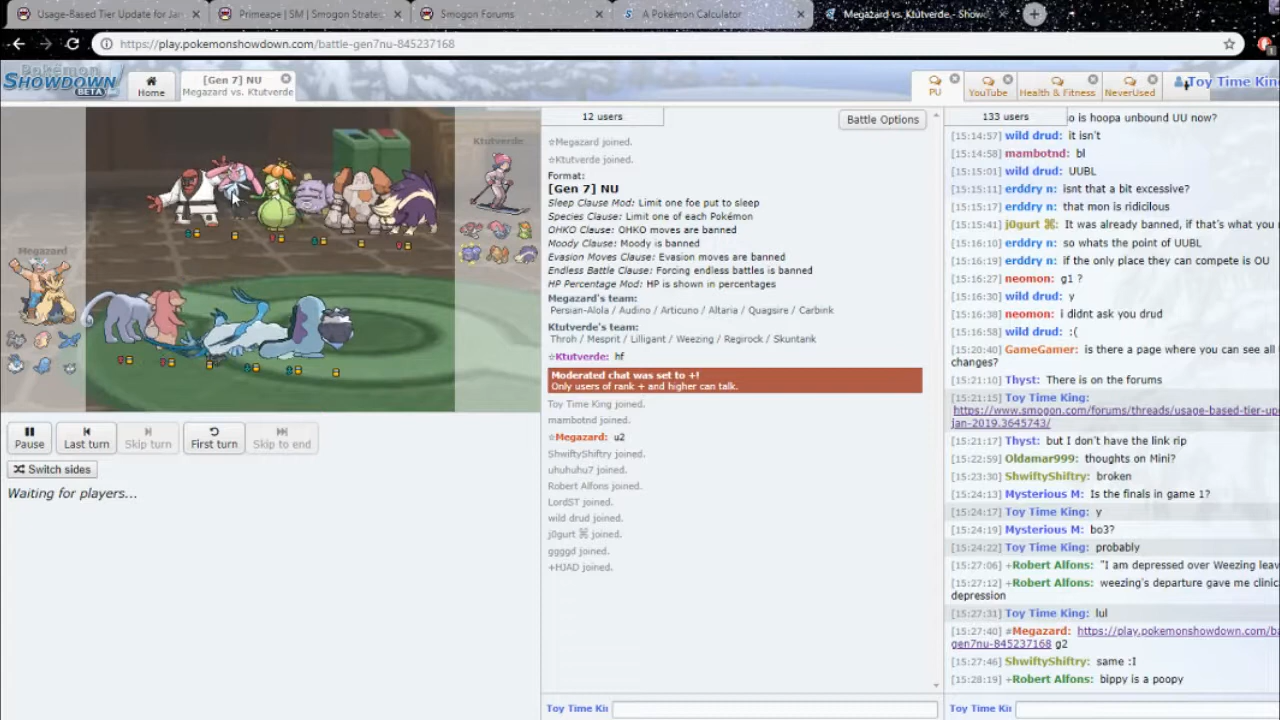 Usage-Based Tier Update for Jan
Primeape | SM | Smogon Strateg
Smogon Forums
A Pokémon Calculator
Megazard vs. Ktutverde - Showd
https://play.pokemonshowdown.com/battle-gen7nu-845237168
Pokémon
SHOWDOWN
BETA
Home
[Gen 7] NU
Megazard vs. Ktutverde
PU
YouTube
Health & Fitness
NeverUsed
Toy Time Kin
Ktutverde
Megazard
Pause
Last turn
Skip turn
First turn
Skip to end
Switch sides
Waiting for players...
12 users
Battle Options
☆Megazard joined.
☆Ktutverde joined.
Format:
[Gen 7] NU
Sleep Clause Mod: Limit one foe put to sleep
Species Clause: Limit one of each Pokémon
OHKO Clause: OHKO moves are banned
Moody Clause: Moody is banned
Evasion Moves Clause: Evasion moves are banned
Endless Battle Clause: Forcing endless battles is banned
HP Percentage Mod: HP is shown in percentages
Megazard's team:
Persian-Alola / Audino / Articuno / Altaria / Quagsire / Carbink
Ktutverde's team:
Throh / Mesprit / Lilligant / Weezing / Regirock / Skuntank
☆Ktutverde: hf
Moderated chat was set to +!
Only users of rank + and higher can talk.
Toy Time King joined.
mambotnd joined.
☆Megazard: u2
ShwiftyShiftry joined.
uhuhuhu7 joined.
Robert Alfons joined.
LordST joined.
wild drud joined.
j0gurt ⌘ joined.
ggggd joined.
+HJAD joined.
Toy Time Ki
133 users
o is hoopa unbound UU now?
[15:14:57] wild drud: it isn't
[15:14:58] mambotnd: bl
[15:15:01] wild drud: UUBL
[15:15:11] erddry n: isnt that a bit excessive?
[15:15:17] erddry n: that mon is ridilcous
[15:15:41] j0gurt ⌘: It was already banned, if that's what you
[15:16:10] erddry n: so whats the point of UUBL
[15:16:19] erddry n: if the only place they can compete is OU
[15:16:27] neomon: g1 ?
[15:16:30] wild drud: y
[15:16:38] neomon: i didnt ask you drud
[15:16:58] wild drud: :(
[15:20:40] GameGamer: is there a page where you can see all
changes?
[15:21:10] Thyst: There is on the forums
[15:21:15] Toy Time King:
https://www.smogon.com/forums/threads/usage-based-tier-up
jan-2019.3645743/
[15:21:17] Thyst: but I don't have the link rip
[15:22:59] Oldamar999: thoughts on Mini?
[15:23:30] ShwiftyShiftry: broken
[15:24:13] Mysterious M: Is the finals in game 1?
[15:24:17] Toy Time King: y
[15:24:19] Mysterious M: bo3?
[15:24:22] Toy Time King: probably
[15:27:06] +Robert Alfons: "I am depressed over Weezing leav
[15:27:12] +Robert Alfons: weezing's departure gave me clinic
depression
[15:27:31] Toy Time King: lul
[15:27:40] #Megazard: https://play.pokemonshowdown.com/ba
gen7nu-845237168 g2
[15:27:46] ShwiftyShiftry: same :I
[15:28:19] +Robert Alfons: bippy is a poopy
Toy Time Ki